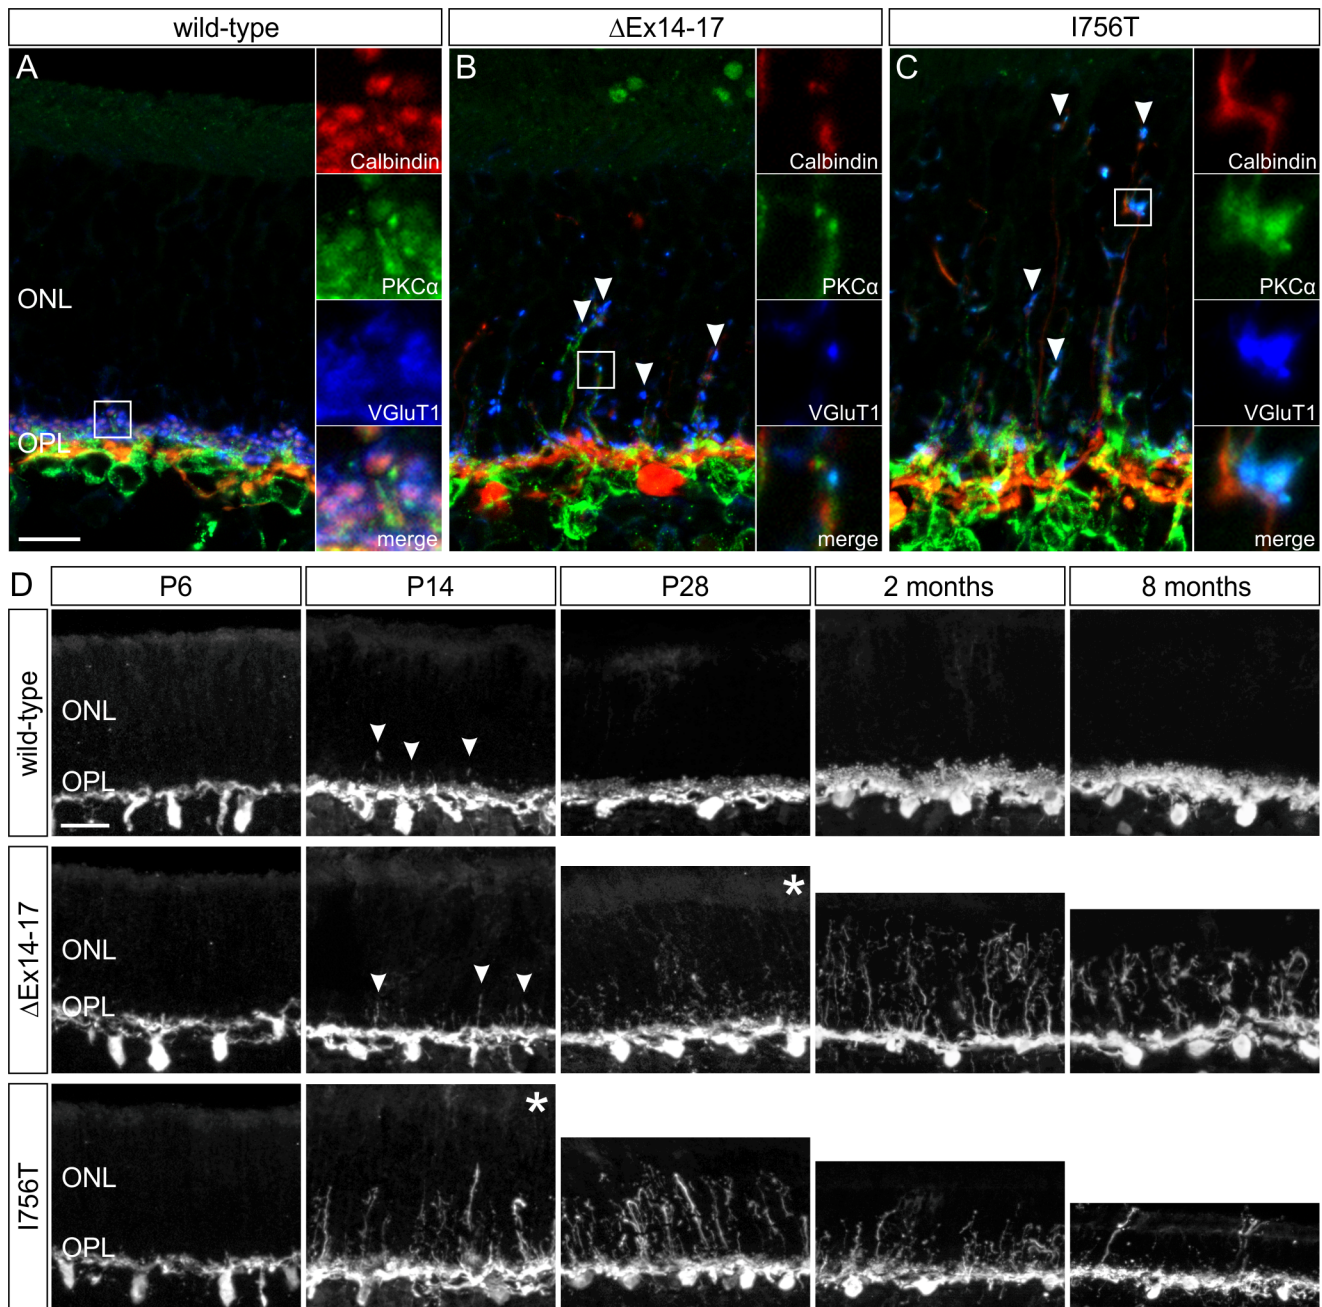 wild-type
ΔEx14-17
I756T
A
Calbindin
PKCα
VGluT1
merge
ONL
OPL
B
Calbindin
PKCα
VGluT1
merge
C
Calbindin
PKCα
VGluT1
merge
D
P6
P14
P28
2 months
8 months
wild-type
ONL
OPL
ΔEx14-17
ONL
OPL
*
I756T
ONL
OPL
*